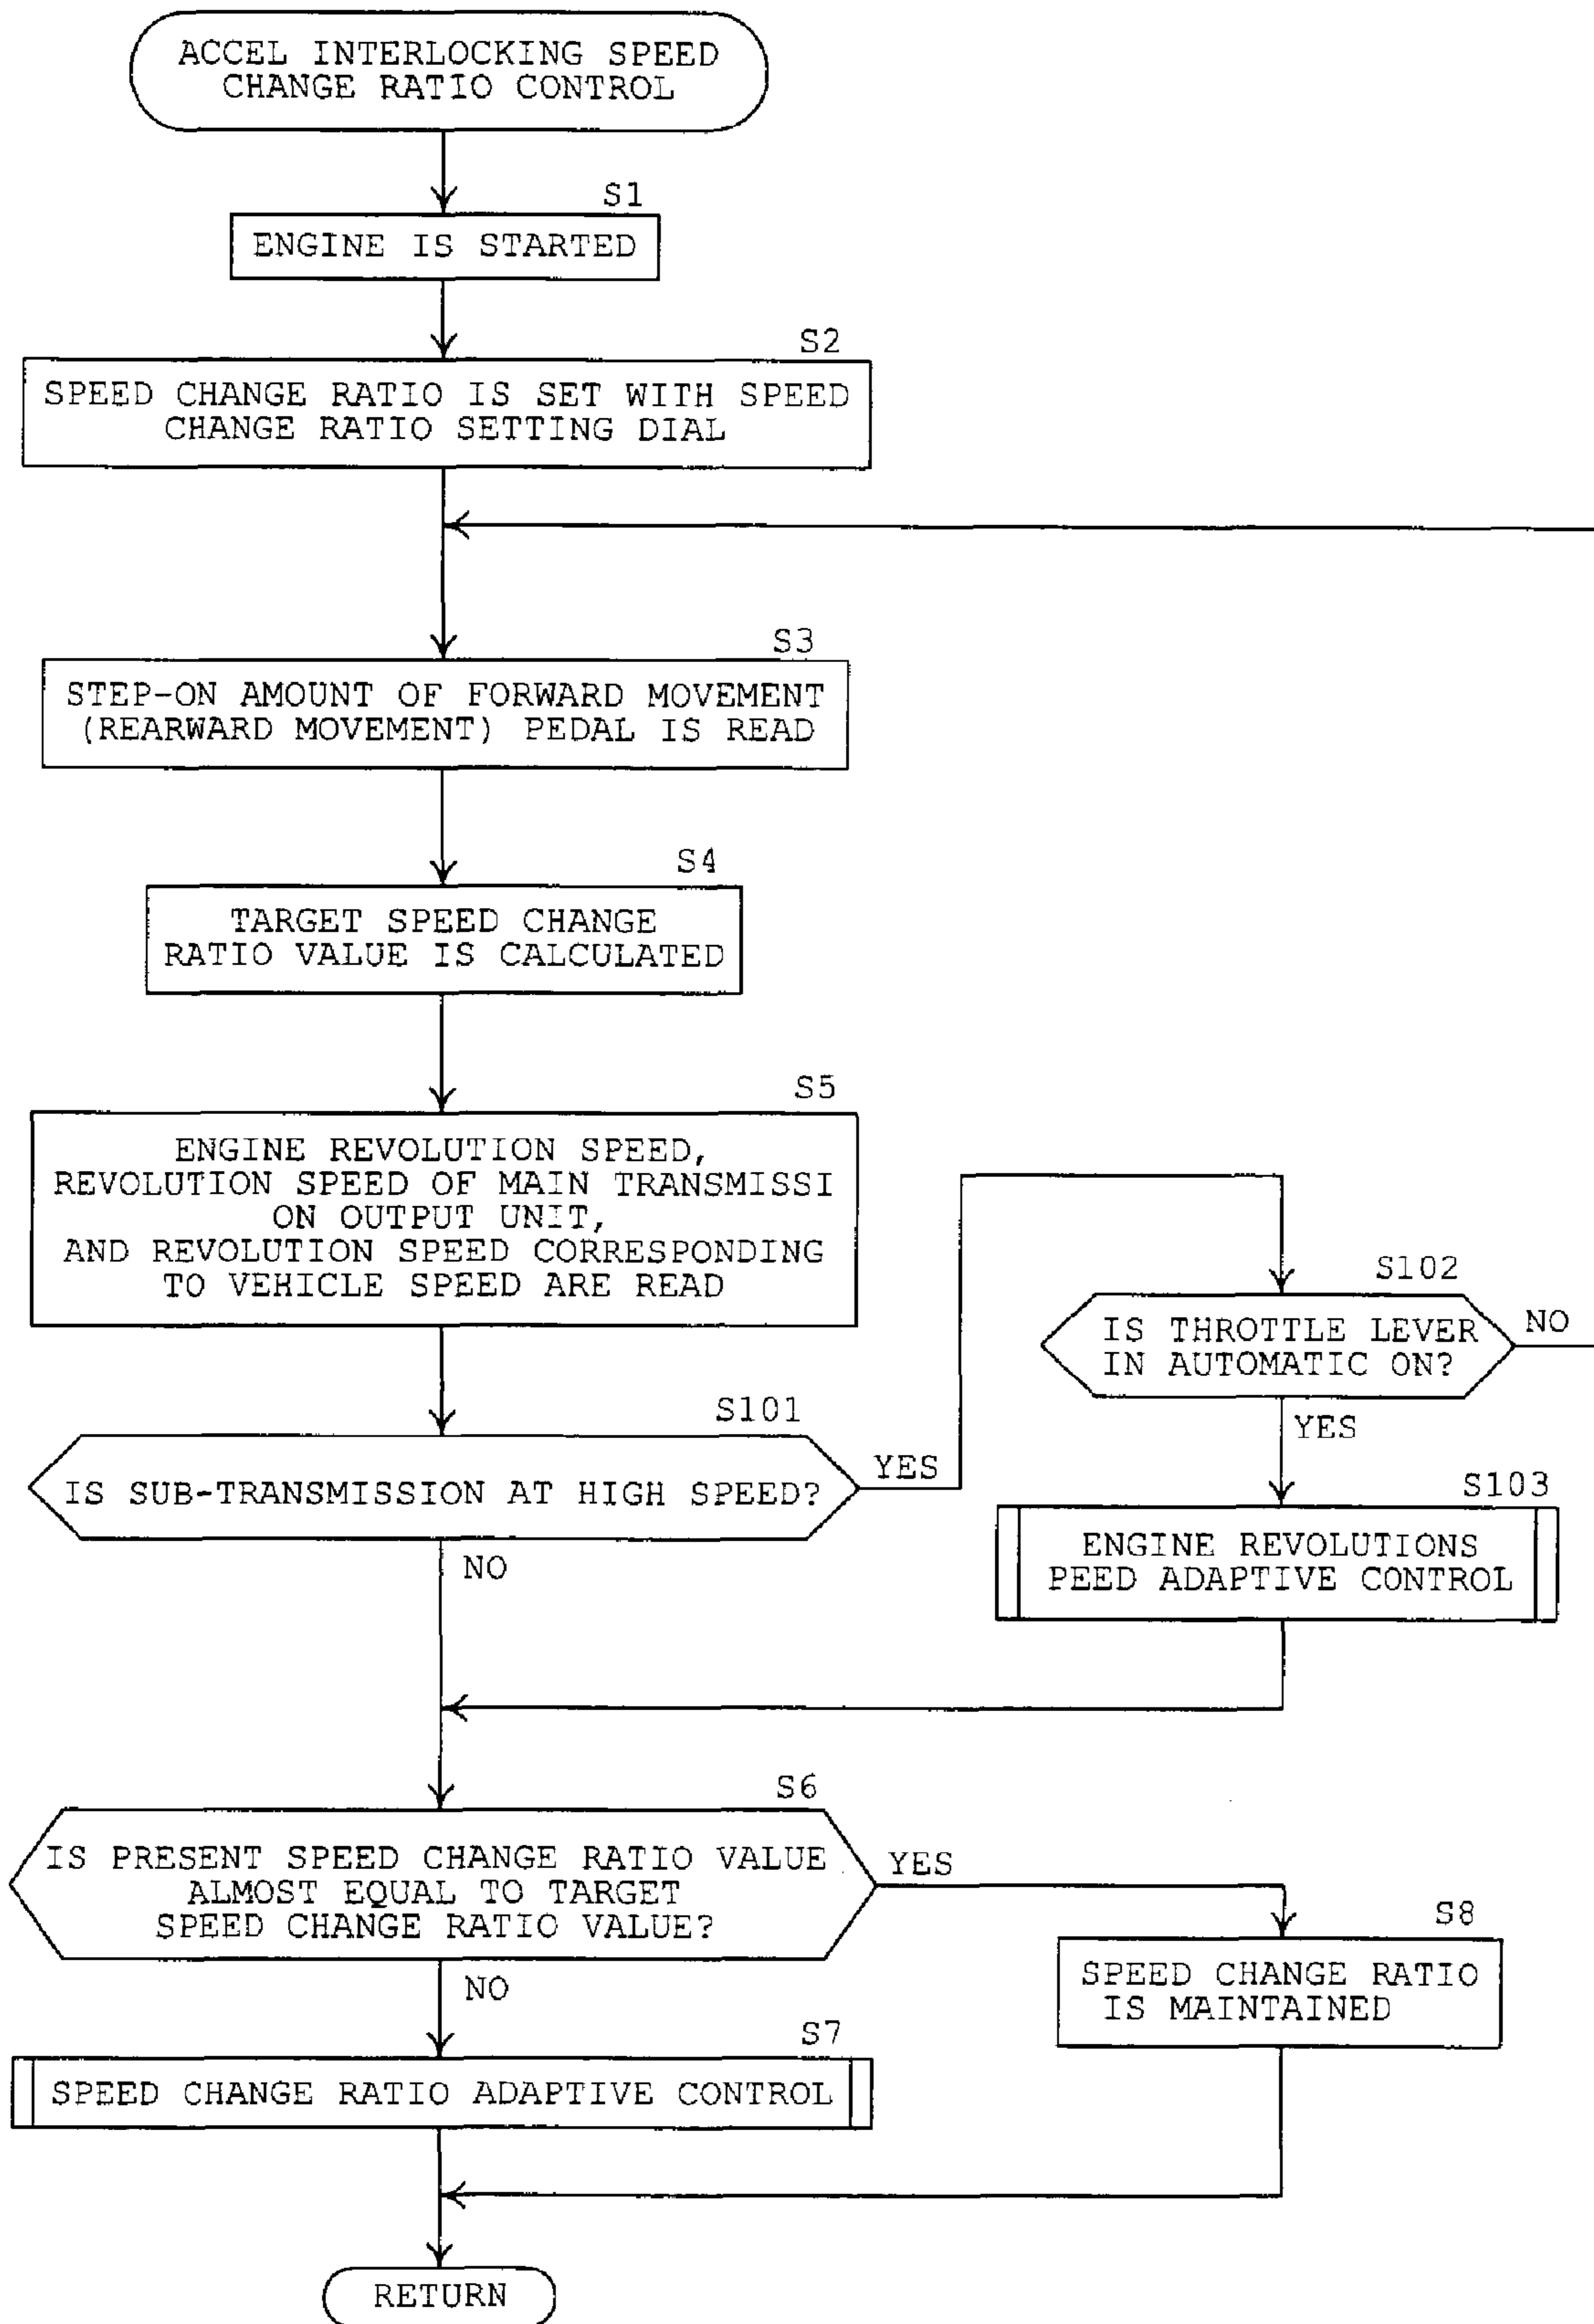 ACCEL INTERLOCKING SPEED
CHANGE RATIO CONTROL
S1
ENGINE IS STARTED
S2
SPEED CHANGE RATIO IS SET WITH SPEED
CHANGE RATIO SETTING DIAL
S3
STEP-ON AMOUNT OF FORWARD MOVEMENT
(REARWARD MOVEMENT) PEDAL IS READ
S4
TARGET SPEED CHANGE
RATIO VALUE IS CALCULATED
S5
ENGINE REVOLUTION SPEED,
REVOLUTION SPEED OF MAIN TRANSMISSI
ON OUTPUT UNIT,
AND REVOLUTION SPEED CORRESPONDING
TO VEHICLE SPEED ARE READ
S101
IS SUB-TRANSMISSION AT HIGH SPEED?
YES
NO
S102
IS THROTTLE LEVER
IN AUTOMATIC ON?
NO
YES
S103
ENGINE REVOLUTIONS
PEED ADAPTIVE CONTROL
S6
IS PRESENT SPEED CHANGE RATIO VALUE
ALMOST EQUAL TO TARGET
SPEED CHANGE RATIO VALUE?
YES
NO
S8
SPEED CHANGE RATIO
IS MAINTAINED
S7
SPEED CHANGE RATIO ADAPTIVE CONTROL
RETURN